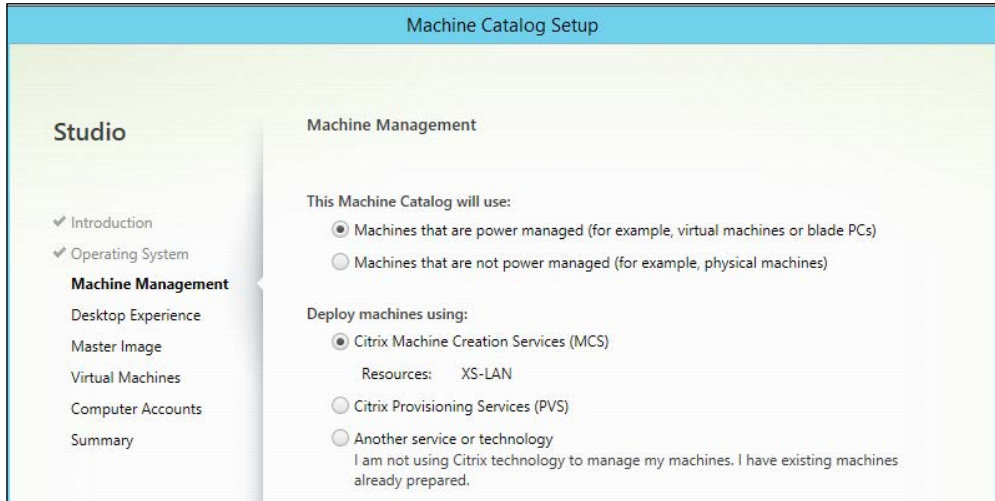 Machine Catalog Setup
Studio
Introduction
Operating System
Machine Management
Desktop Experience
Master Image
Virtual Machines
Computer Accounts
Summary
Machine Management
This Machine Catalog will use:
Machines that are power managed (for example, virtual machines or blade PCs)
Machines that are not power managed (for example, physical machines)
Deploy machines using:
Citrix Machine Creation Services (MCS)
Resources: XS-LAN
Citrix Provisioning Services (PVS)
Another service or technology
I am not using Citrix technology to manage my machines. I have existing machines
already prepared.